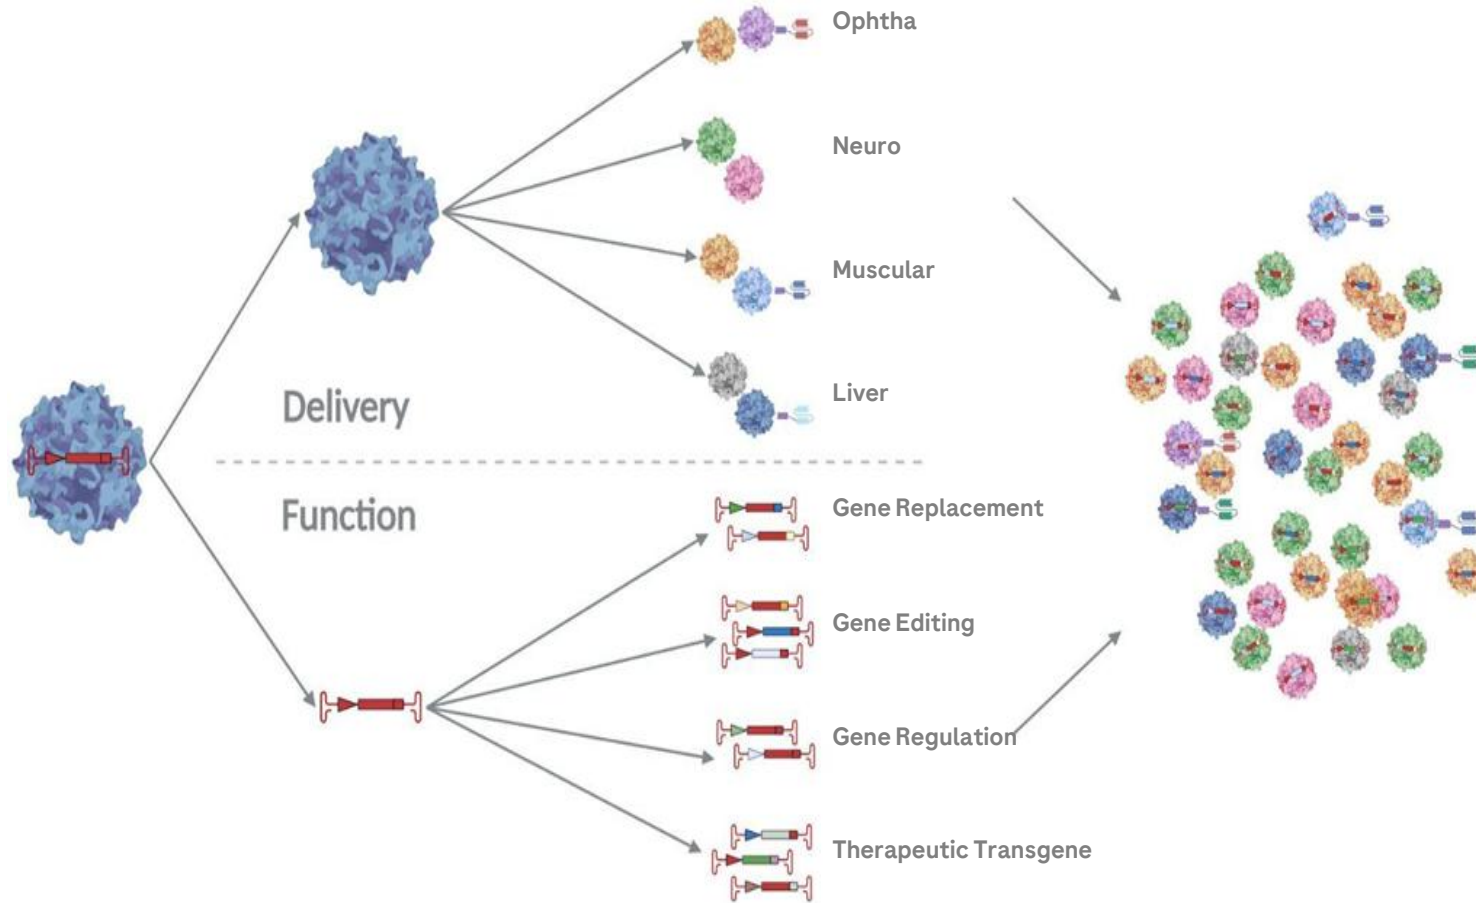 Ophtha
Neuro
Muscular
Liver
Delivery
Function
Gene Replacement
Gene Editing
Gene Regulation
Therapeutic Transgene